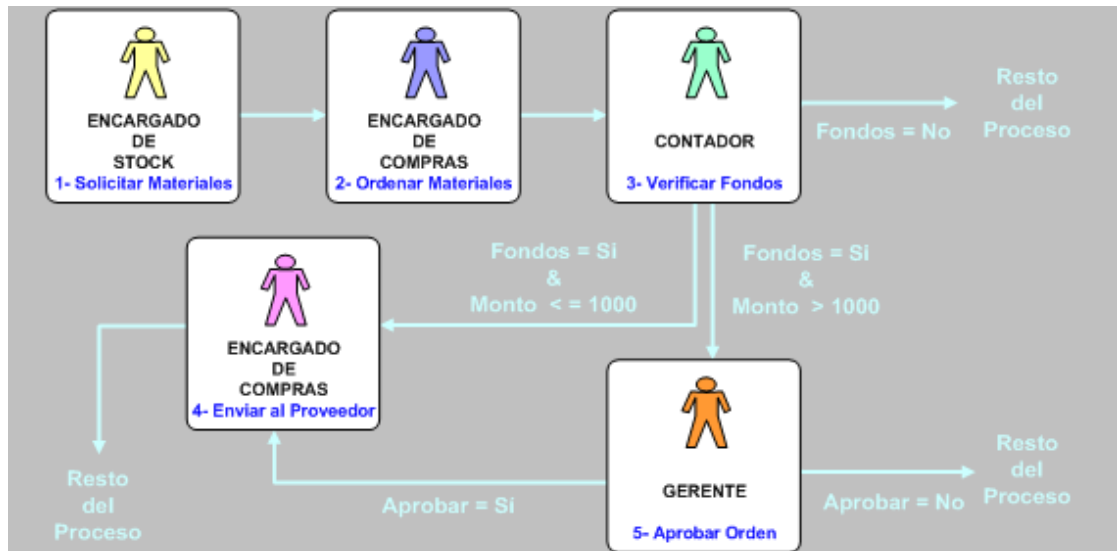 ENCARGADO
DE
STOCK
1- Solicitar Materiales
ENCARGADO
DE
COMPRAS
2- Ordenar Materiales
CONTADOR
3- Verificar Fondos
Fondos = No
Resto
del
Proceso
Fondos = Si
&
Monto < = 1000
Fondos = Si
&
Monto > 1000
ENCARGADO
DE
COMPRAS
4- Enviar al Proveedor
Resto
del
Proceso
Aprobar = Sí
GERENTE
5- Aprobar Orden
Aprobar = No
Resto
del
Proceso